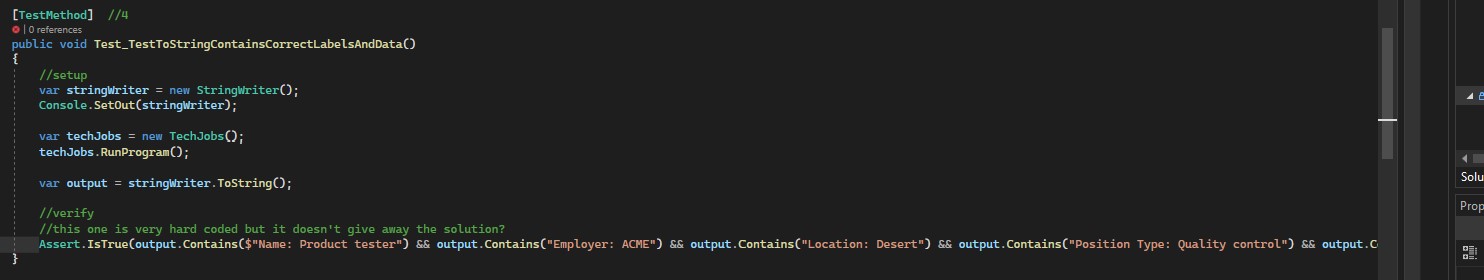 [TestMethod]  //4
| 0 references
public void Test_TestToStringContainsCorrectLabelsAndData()
{
//setup
var stringWriter = new StringWriter();
Console.SetOut(stringWriter);
var techJobs = new TechJobs();
techJobs.RunProgram();
var output = stringWriter.ToString();
//verify
//this one is very hard coded but it doesn't give away the solution?
Assert.IsTrue(output.Contains($"Name: Product tester") && output.Contains("Employer: ACME") && output.Contains("Location: Desert") && output.Contains("Position Type: Quality control") && output.C
}
Solu
Prop